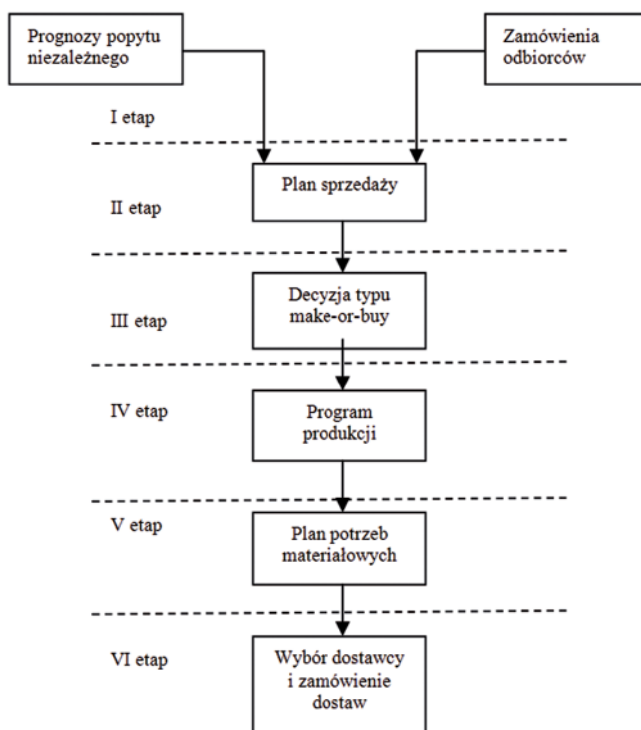 Prognozy popytu
niezależnego
Zamówienia
odbiorców
I etap
Plan sprzedaży
II etap
Decyzja typu
make-or-buy
III etap
IV etap
Program
produkcji
V etap
Plan potrzeb
materiałowych
VI etap
Wybór dostawcy
i zamówienie
dostaw